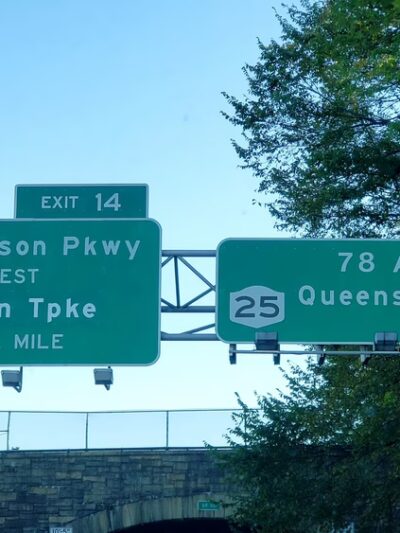 EXIT 14
son Pkwy
EST
n Tpke
MILE
78 A
25 Queens